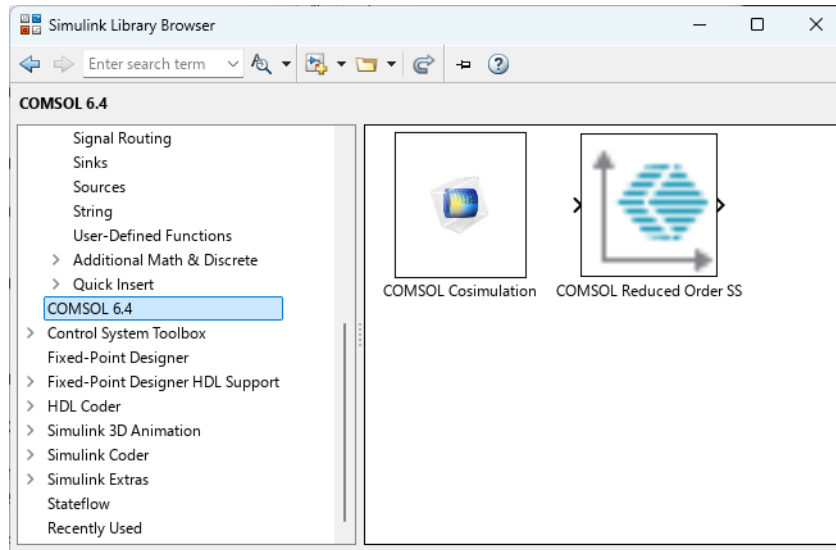 Simulink Library Browser
Enter search term
COMSOL 6.4
Signal Routing
Sinks
Sources
String
User-Defined Functions
Additional Math & Discrete
Quick Insert
COMSOL 6.4
Control System Toolbox
Fixed-Point Designer
Fixed-Point Designer HDL Support
HDL Coder
Simulink 3D Animation
Simulink Coder
Simulink Extras
Stateflow
Recently Used
COMSOL Cosimulation
COMSOL Reduced Order SS